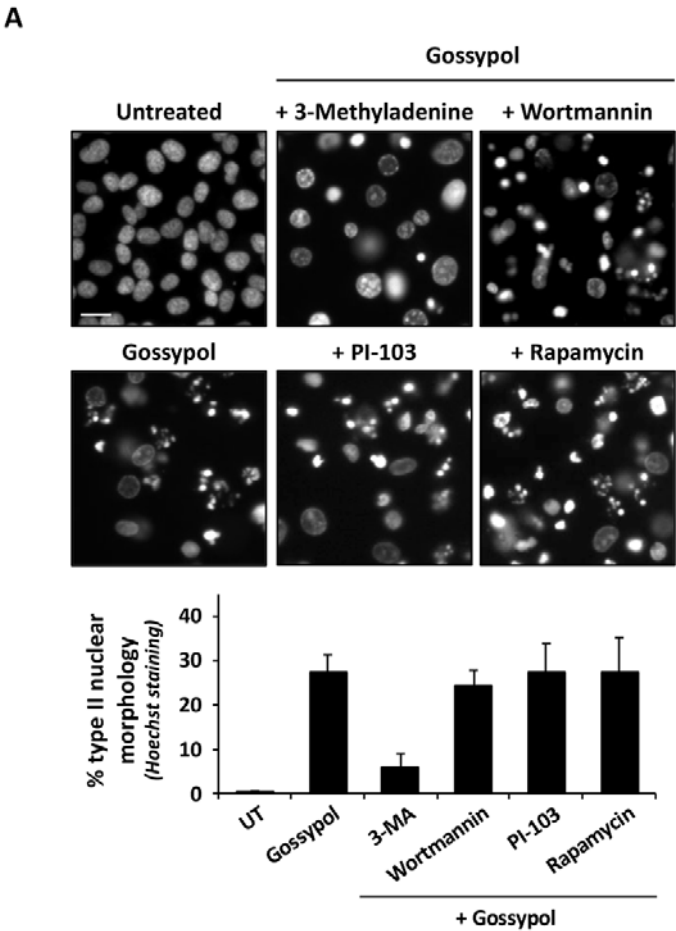 A
Gossypol
Untreated
+ 3-Methyladenine
+ Wortmannin
Gossypol
+ PI-103
+ Rapamycin
% type II nuclear
morphology
(Hoechst staining)
40
30
20
10
0
UT
Gossypol
3-MA
Wortmannin
PI-103
Rapamycin
+ Gossypol